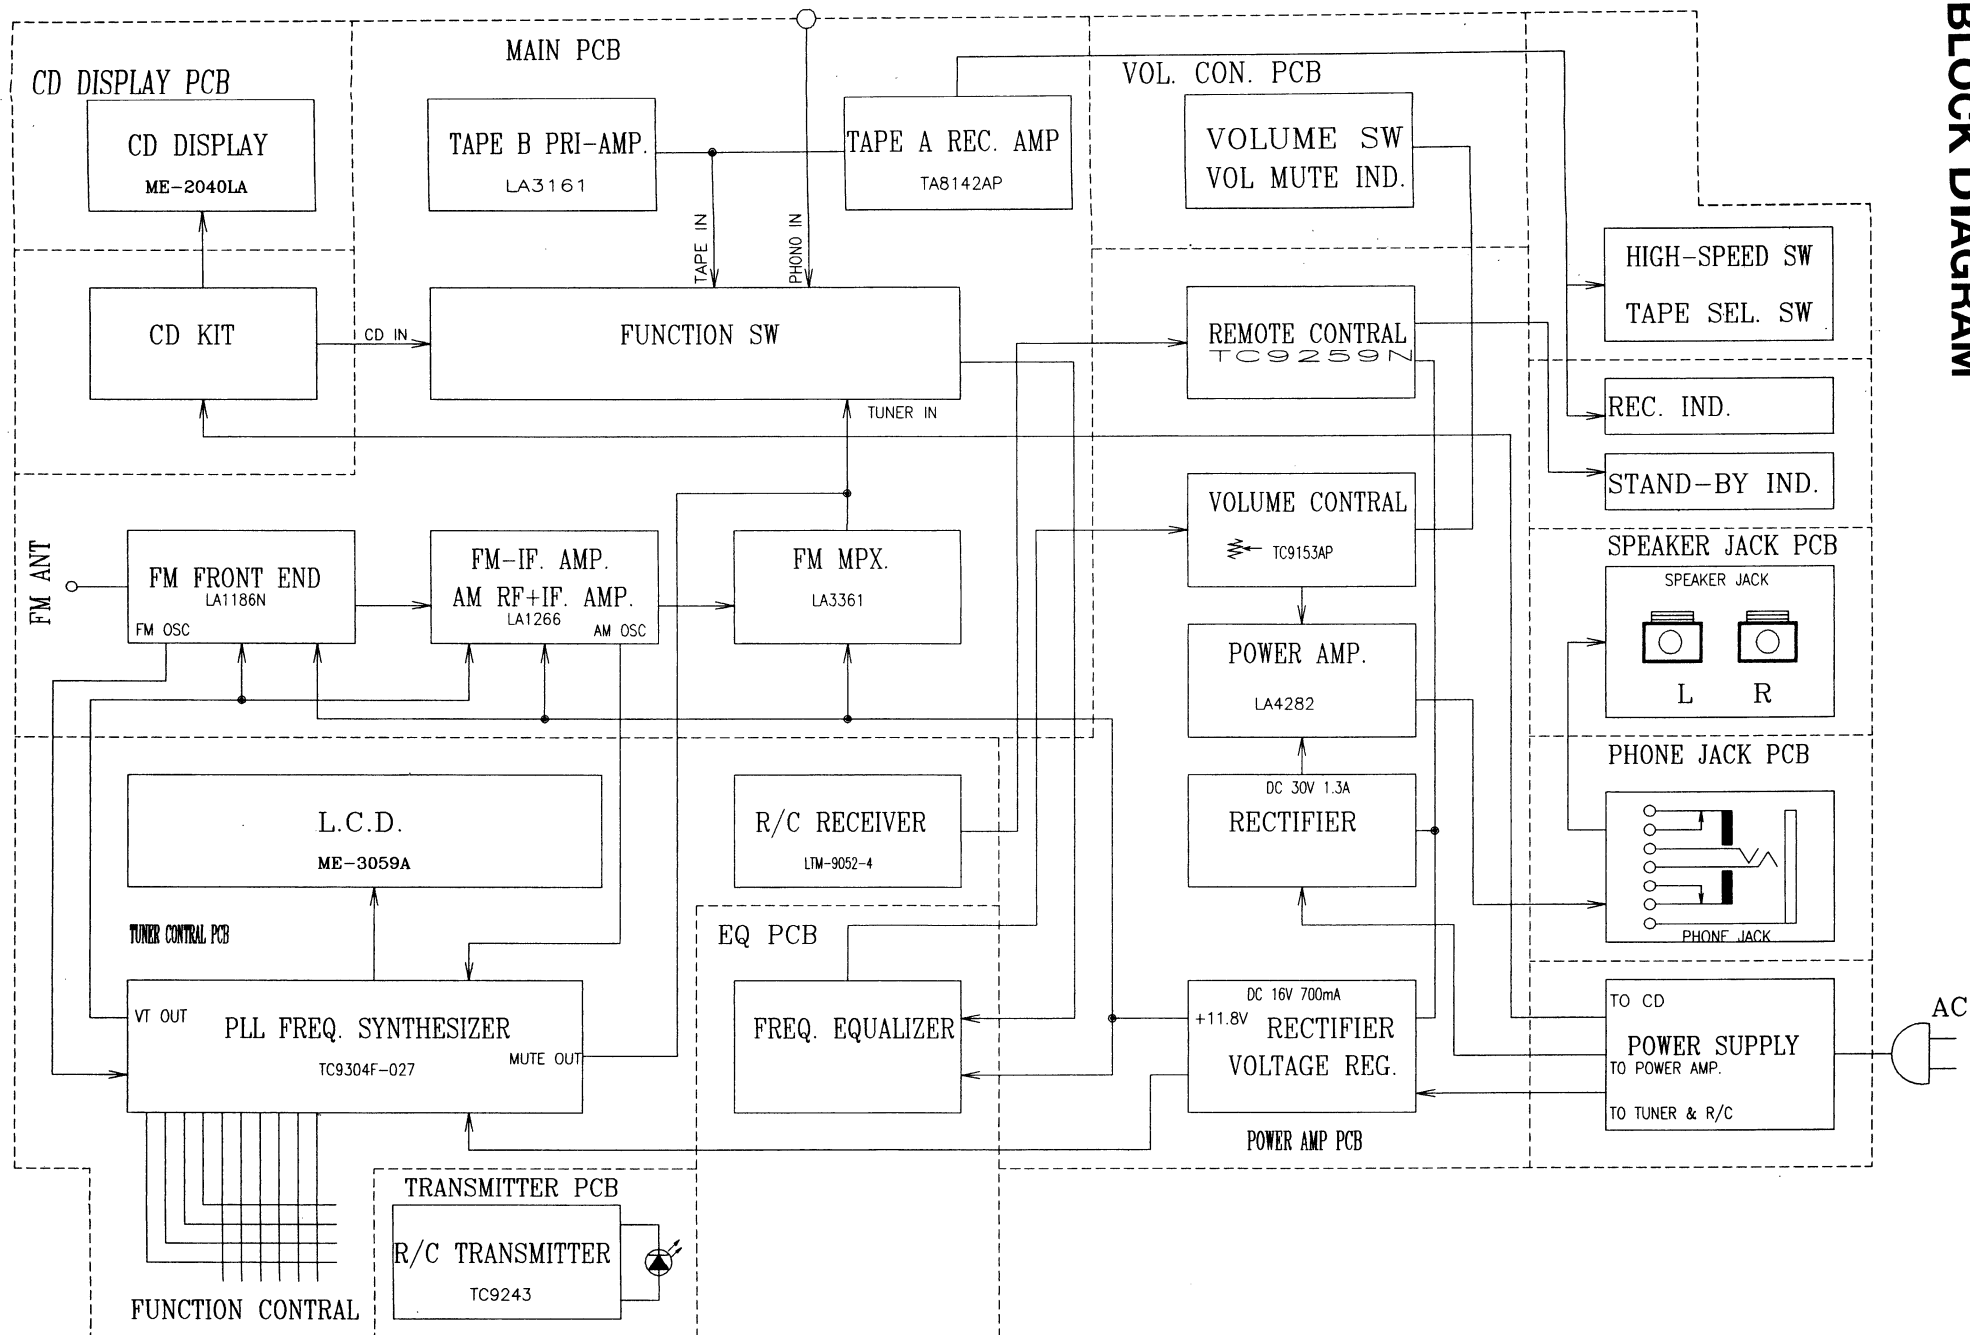 BLOCK DIAGRAM
MAIN PCB
CD DISPLAY PCB
CD DISPLAY
ME-2040LA
TAPE B PRI-AMP.
LA3161
TAPE A REC. AMP
TA8142AP
VOL. CON. PCB
VOLUME SW
VOL MUTE IND.
TAPE IN
PHONO IN
HIGH-SPEED SW
TAPE SEL. SW
CD KIT
CD IN
FUNCTION SW
TUNER IN
REMOTE CONTRAL
TC9259N
REC. IND.
STAND-BY IND.
FM ANT
FM FRONT END
LA1186N
FM OSC
FM-IF. AMP.
AM RF+IF. AMP.
LA1266
AM OSC
FM MPX.
LA3361
VOLUME CONTRAL
TC9153AP
SPEAKER JACK PCB
SPEAKER JACK
L R
POWER AMP.
LA4282
PHONE JACK PCB
PHONE JACK
L.C.D.
ME-3059A
R/C RECEIVER
LTM-9052-4
DC 30V 1.3A
RECTIFIER
TUNER CONTRAL PCB
EQ PCB
VT OUT
PLL FREQ. SYNTHESIZER
TC9304F-027
MUTE OUT
FREQ. EQUALIZER
DC 16V 700mA
+11.8V
RECTIFIER
VOLTAGE REG.
POWER AMP PCB
TO CD
POWER SUPPLY
TO POWER AMP.
TO TUNER & R/C
AC
TRANSMITTER PCB
R/C TRANSMITTER
TC9243
FUNCTION CONTRAL